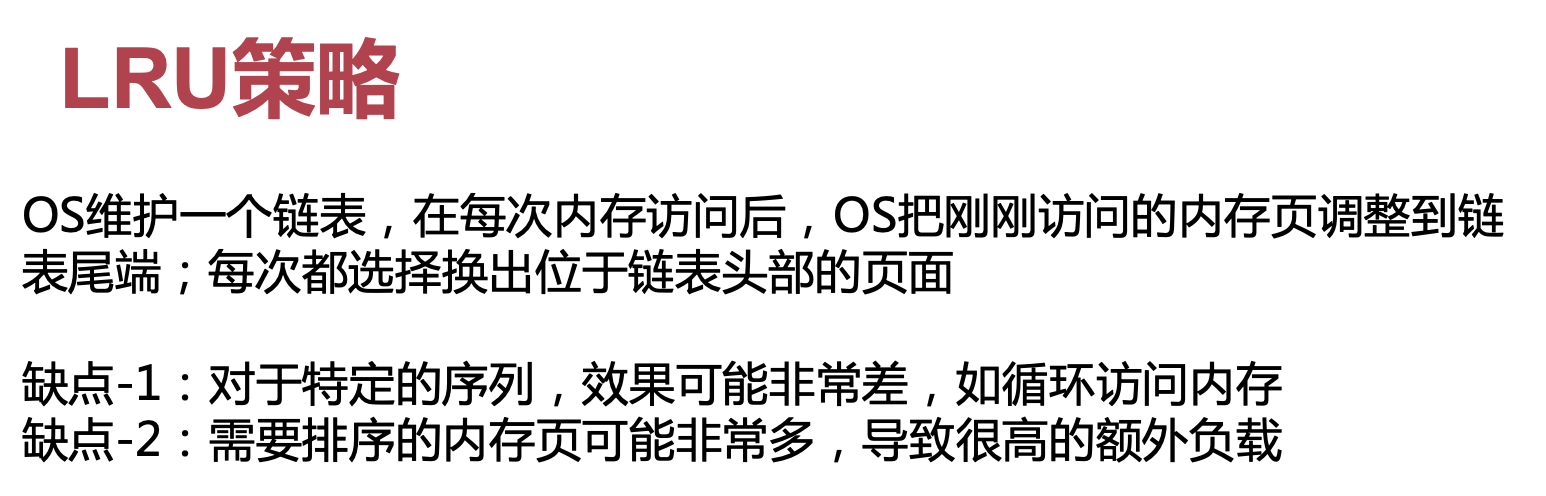 LRU策略
OS维护一个链表，在每次内存访问后，OS把刚刚访问的内存页调整到链
表尾端；每次都选择换出位于链表头部的页面
缺点-1：对于特定的序列，效果可能非常差，如循环访问内存
缺点-2：需要排序的内存页可能非常多，导致很高的额外负载